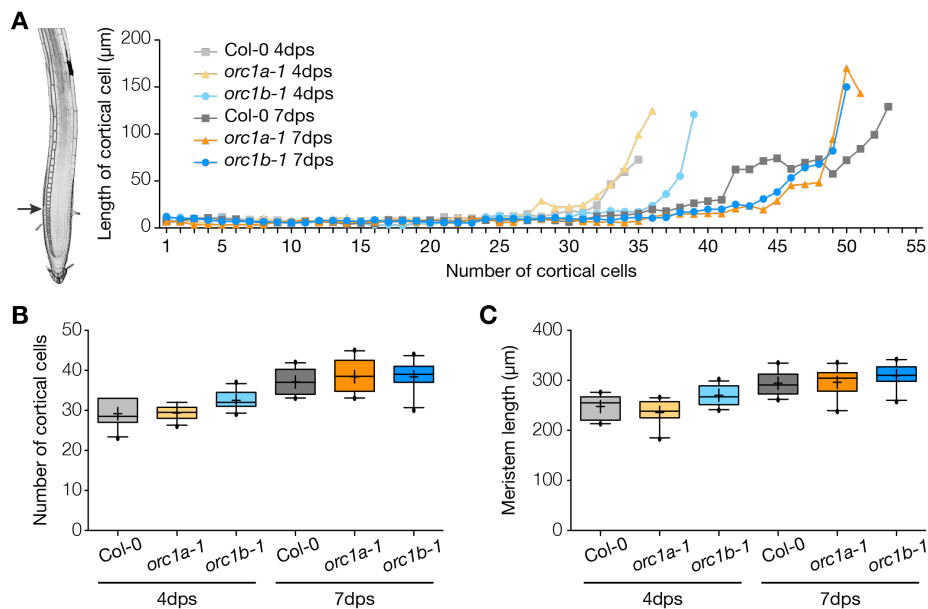 A
Length of cortical cell (µm)
200
150
100
50
0
Col-0 4dps
orc1a-1 4dps
orc1b-1 4dps
Col-0 7dps
orc1a-1 7dps
orc1b-1 7dps
1 5 10 15 20 25 30 35 40 45 50 55
Number of cortical cells
B
Number of cortical cells
50
40
30
20
10
0
Col-0 orc1a-1 orc1b-1 Col-0 orc1a-1 orc1b-1
4dps 7dps
C
Meristem length (µm)
400
300
200
100
0
Col-0 orc1a-1 orc1b-1 Col-0 orc1a-1 orc1b-1
4dps 7dps